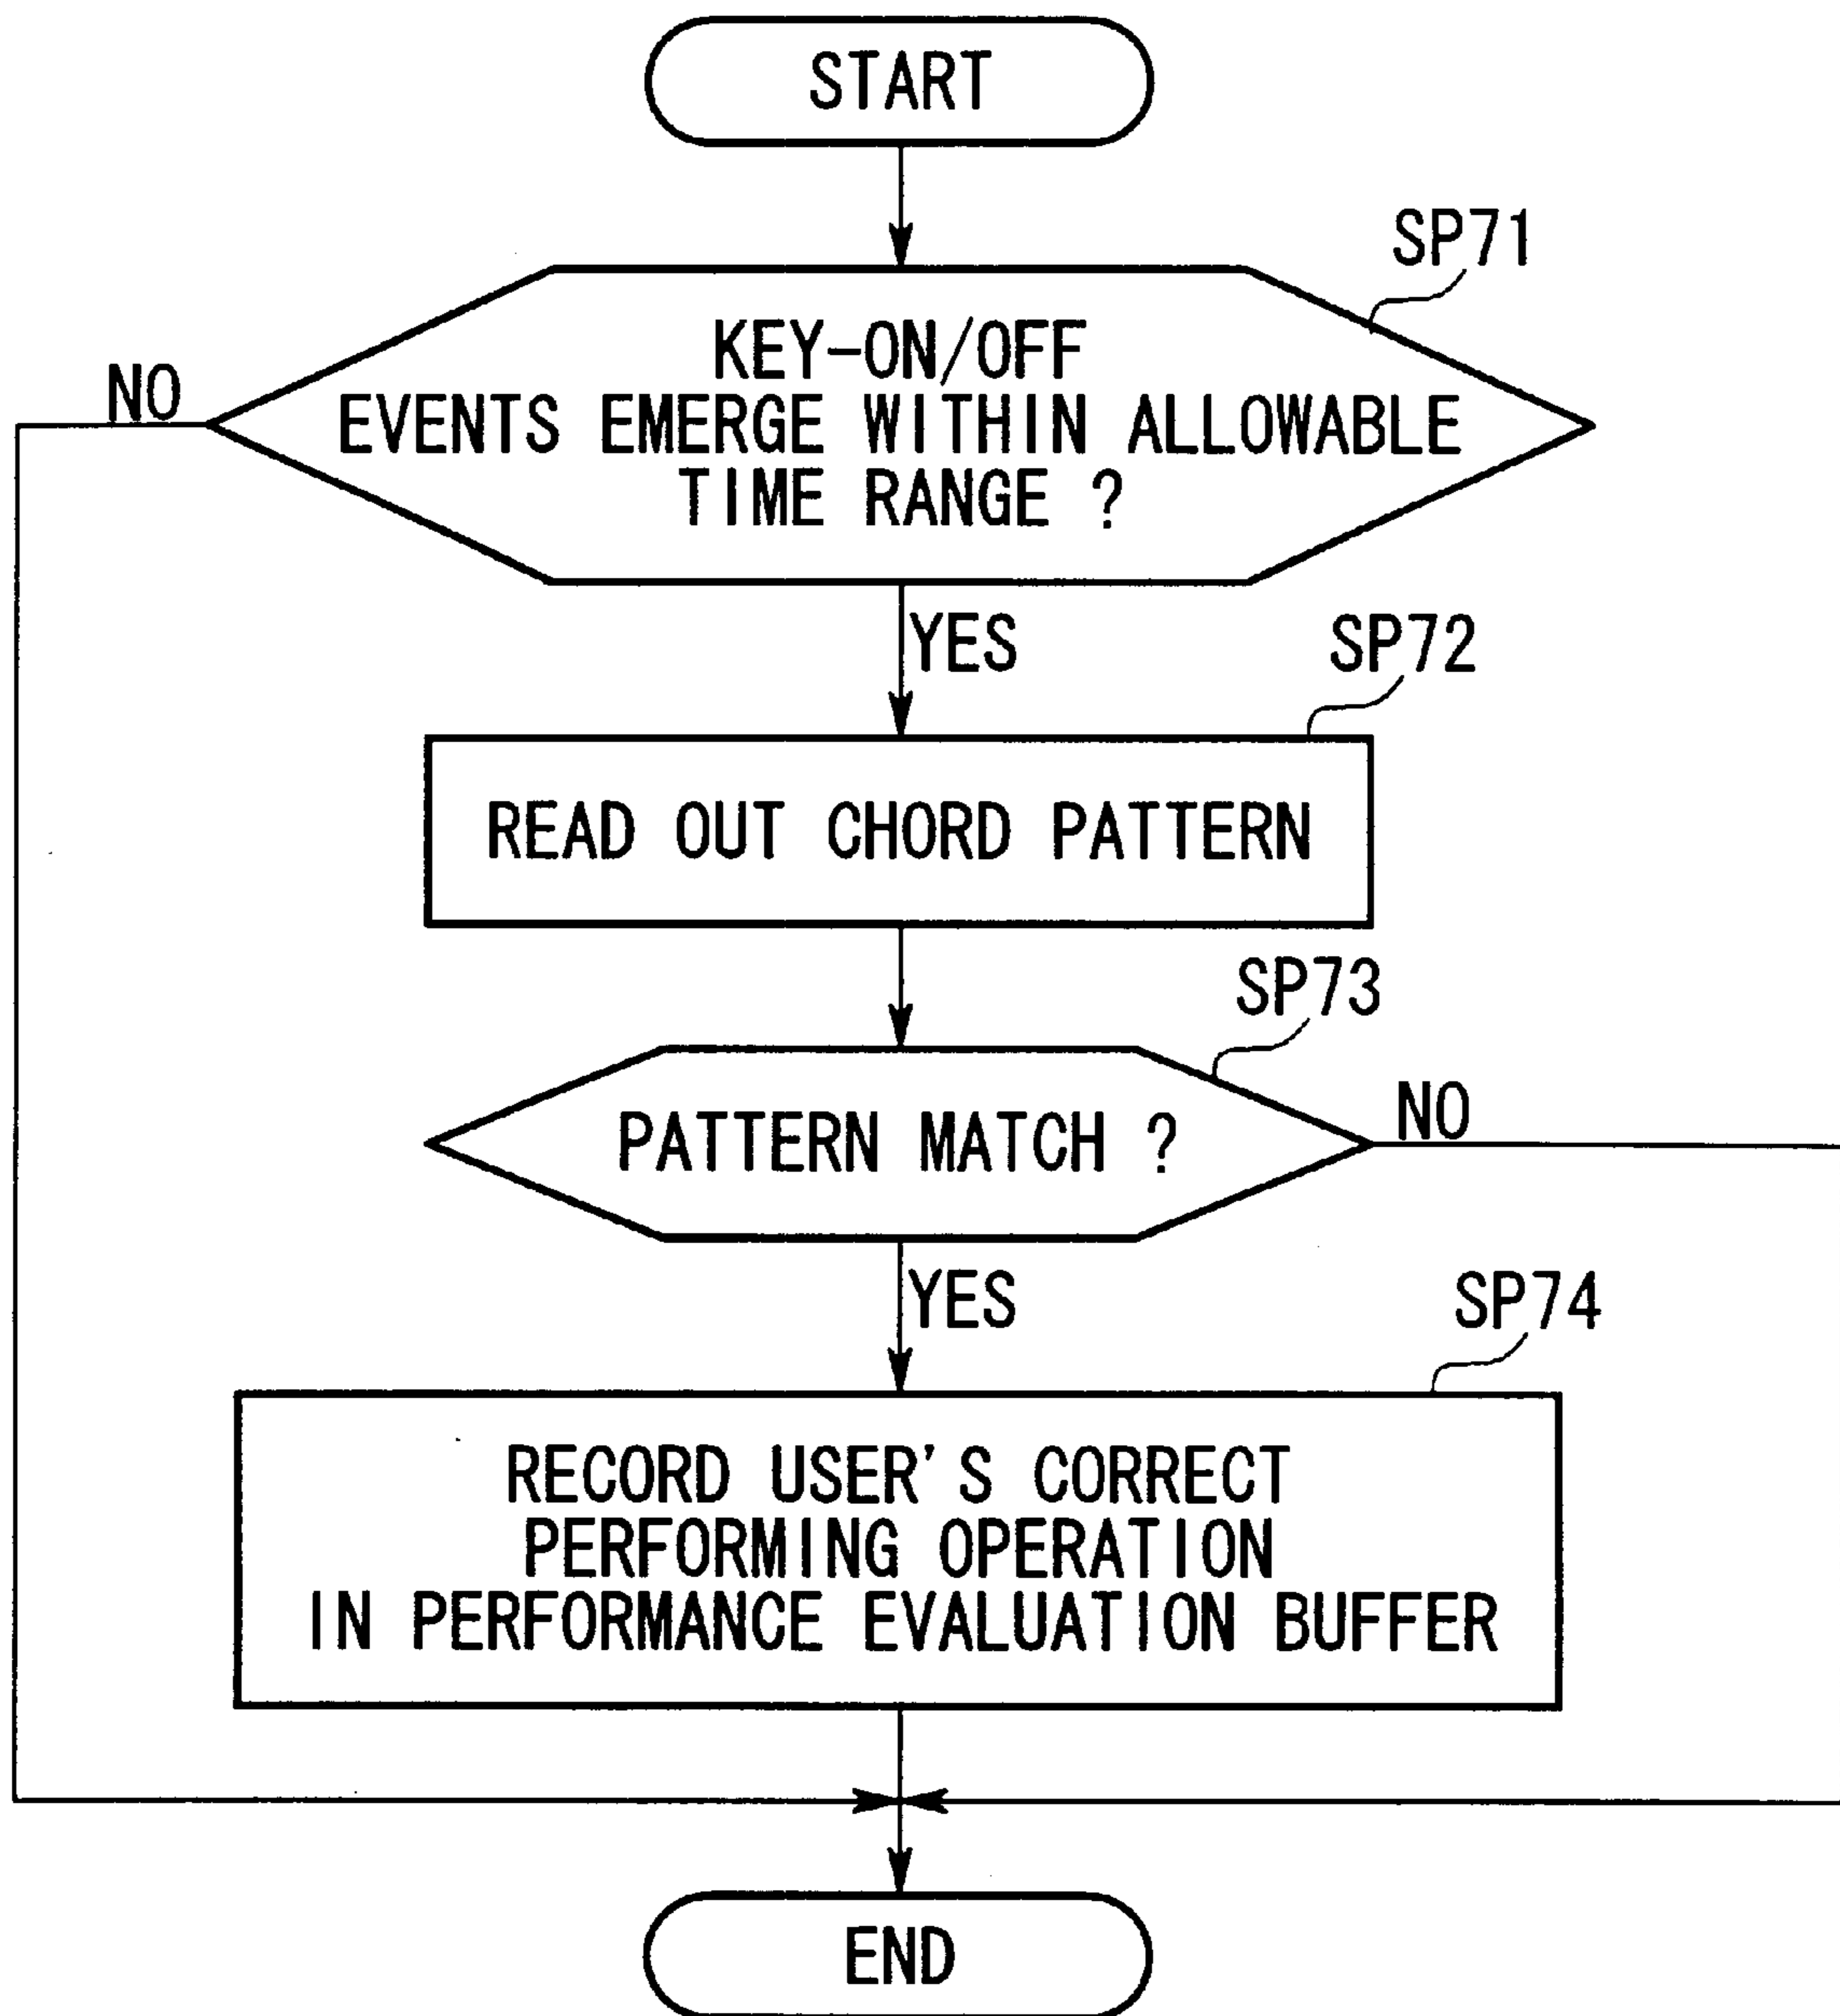 START
SP71
KEY-ON/OFF
EVENTS EMERGE WITHIN ALLOWABLE
TIME RANGE ?
NO
YES
SP72
READ OUT CHORD PATTERN
SP73
PATTERN MATCH ?
NO
YES
SP74
RECORD USER'S CORRECT
PERFORMING OPERATION
IN PERFORMANCE EVALUATION BUFFER
END